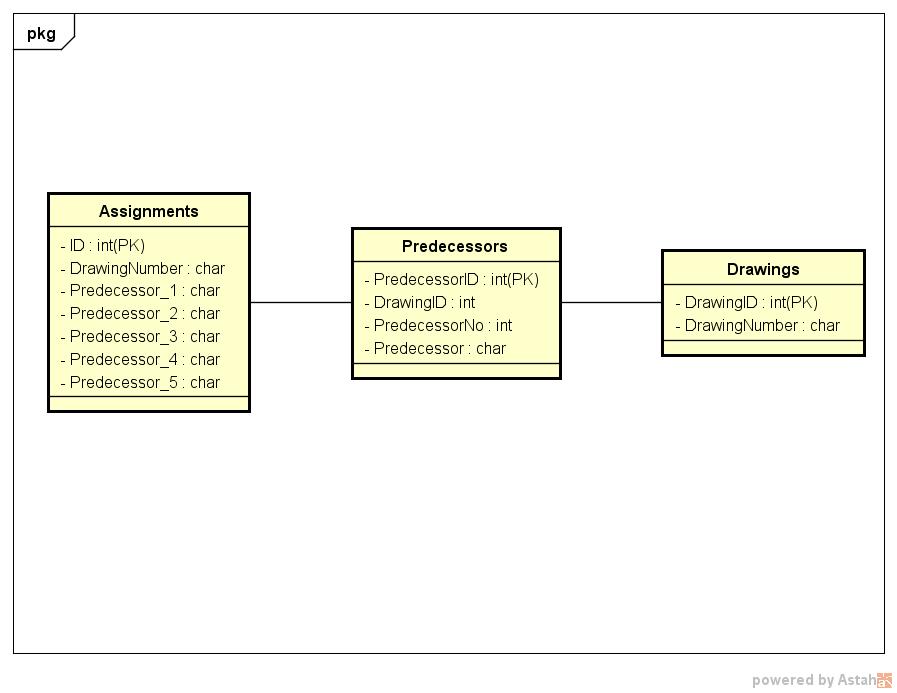 pkg
Assignments
- ID : int(PK)
- DrawingNumber : char
- Predecessor_1 : char
- Predecessor_2 : char
- Predecessor_3 : char
- Predecessor_4 : char
- Predecessor_5 : char
Predecessors
- PredecessorID : int(PK)
- DrawingID : int
- PredecessorNo : int
- Predecessor : char
Drawings
- DrawingID : int(PK)
- DrawingNumber : char
powered by Astah